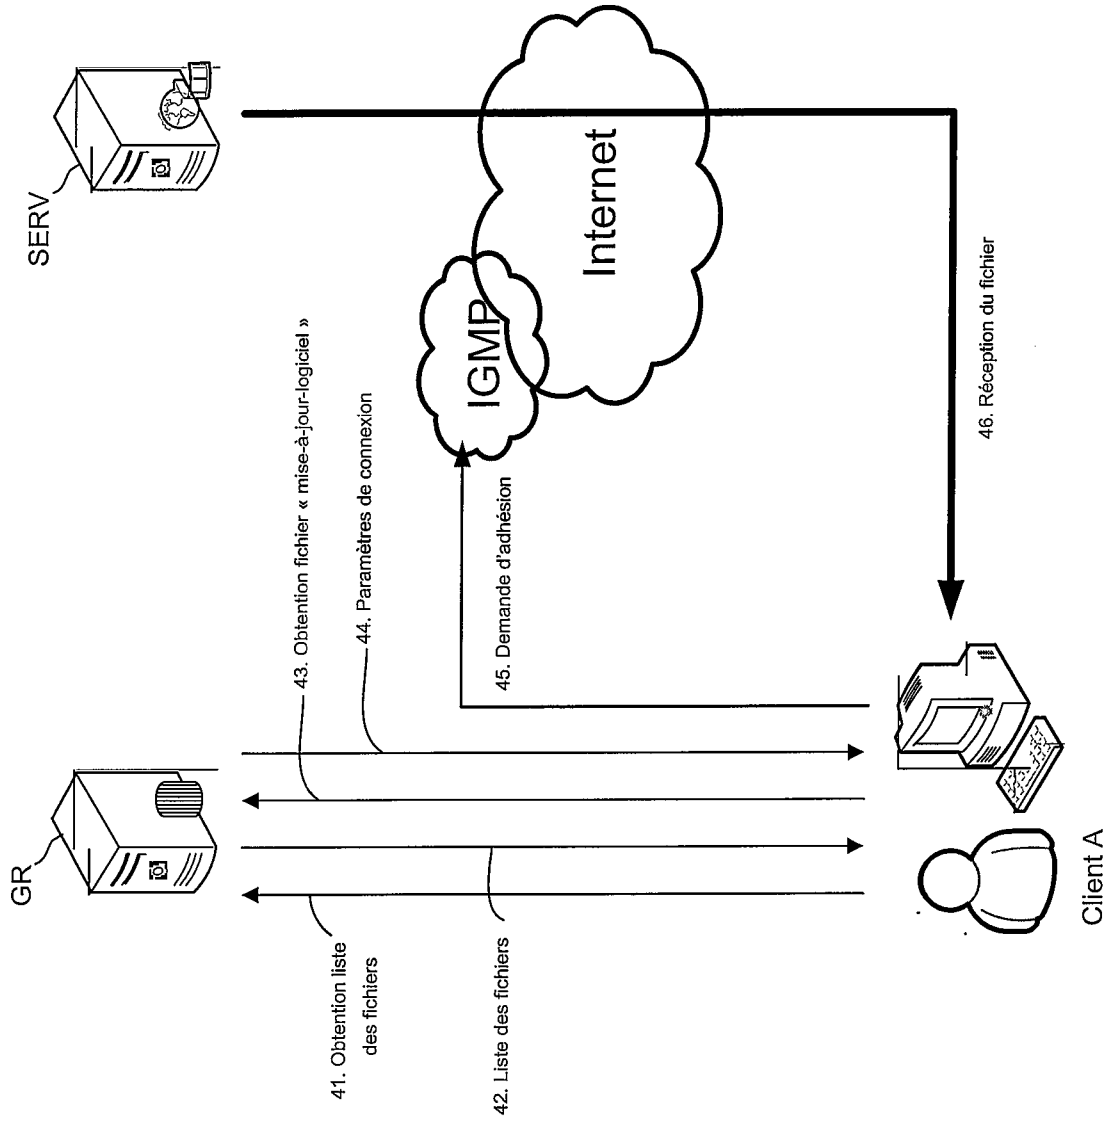 GR
SERV
41. Obtention liste
des fichiers
42. Liste des fichiers
43. Obtention fichier « mise-à-jour-logiciel »
44. Paramètres de connexion
45. Demande d'adhésion
IGMP
Internet
46. Réception du fichier
Client A